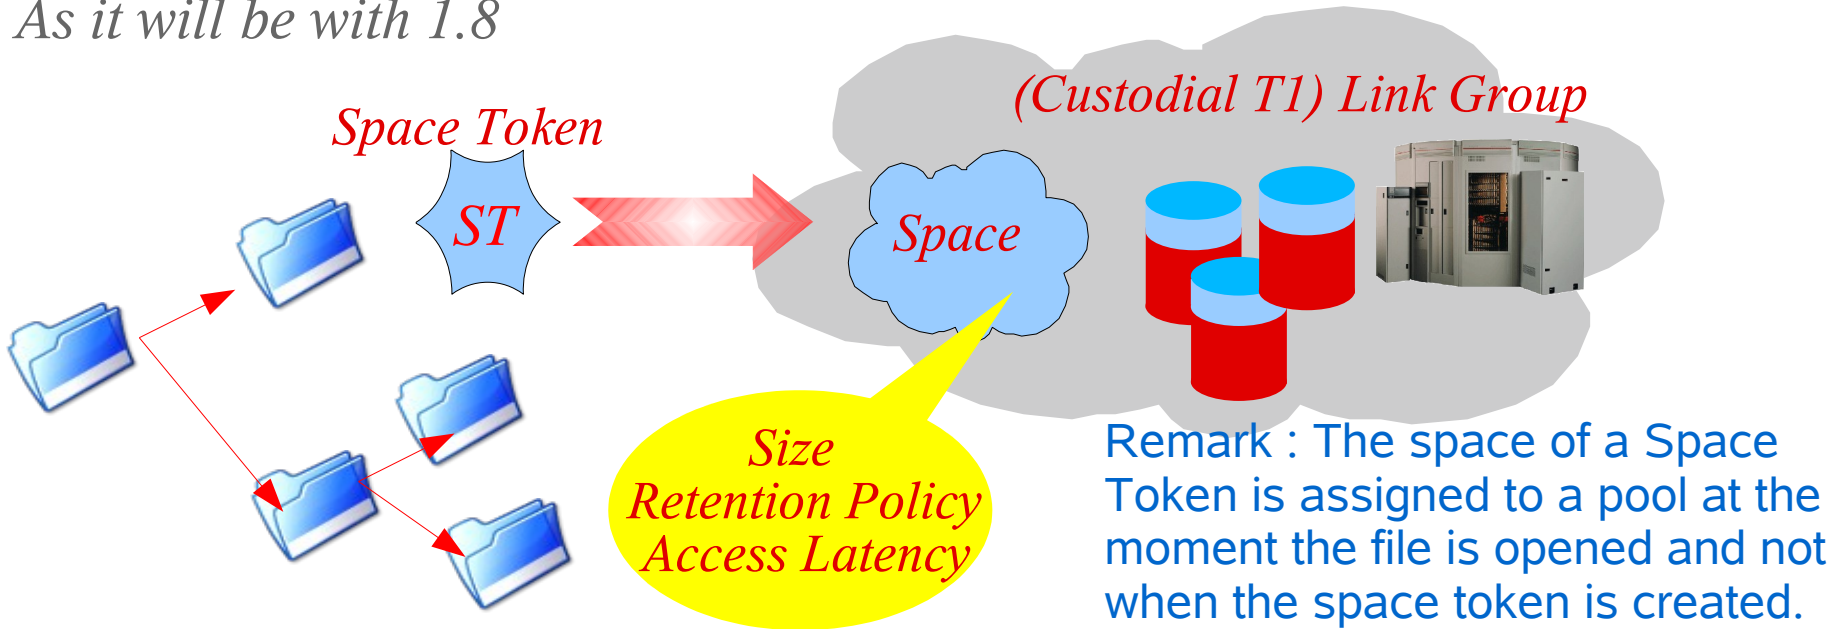 As it will be with 1.8
(Custodial T1) Link Group
Space Token
ST
Space
Size
Retention Policy
Access Latency
Remark : The space of a Space
Token is assigned to a pool at the
moment the file is opened and not
when the space token is created.